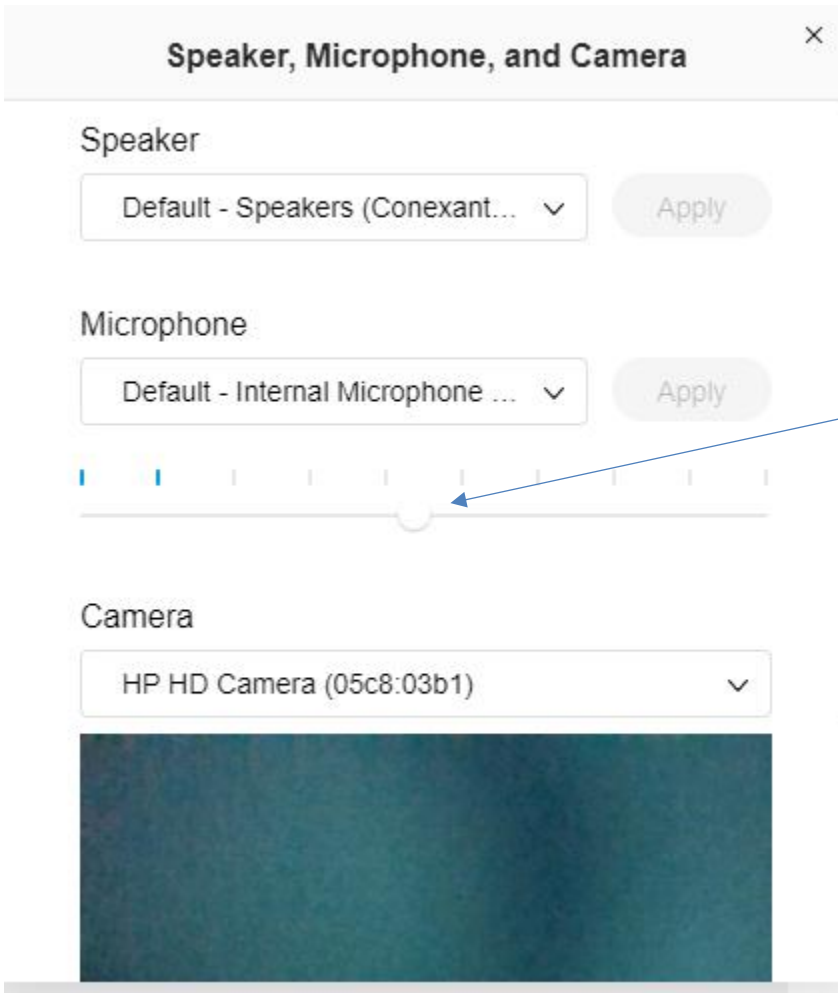 Speaker, Microphone, and Camera
Speaker
Default - Speakers (Conexant...
Apply
Microphone
Default - Internal Microphone ...
Apply
Camera
HP HD Camera (05c8:03b1)